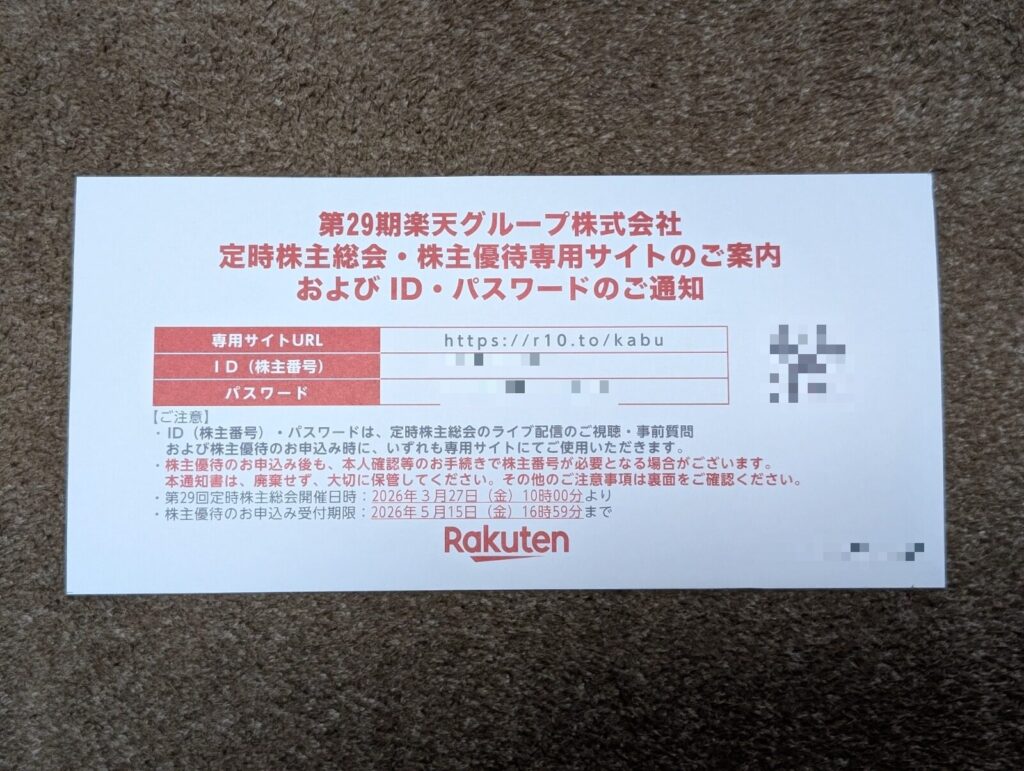 第29期楽天グループ株式会社
定時株主総会・株主優待専用サイトのご案内
および ID・パスワードのご通知
専用サイトURL https://r10.to/kabu
ID（株主番号）
パスワード
【ご注意】
・ID（株主番号）・パスワードは、定時株主総会のライブ配信のご視聴・事前質問
および株主優待のお申込み時に、いずれも専用サイトにてご使用いただきます。
・株主優待のお申込み後も、本人確認等のお手続きで株主番号が必要となる場合がございます。
本通知書は、廃棄せず、大切に保管してください。その他のご注意事項は裏面をご確認ください。
・第29回定時株主総会開催日時：2026年３月27日（金）10時00分より
・株主優待のお申込み受付期限：2026年５月15日（金）16時59分まで
Rakuten